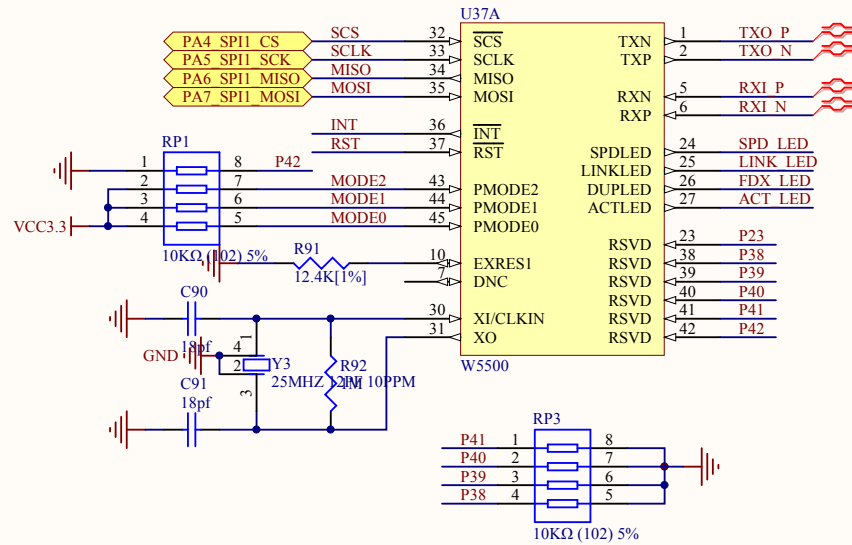 U37A
PA4_SPI1_CS SCS 32 SCS TXN 1 TXO_P
PA5_SPI1_SCK SCLK 33 SCLK TXP 2 TXO_N
PA6_SPI1_MISO MISO 34 MISO
PA7_SPI1_MOSI MOSI 35 MOSI RXN 5 RXI_P
RXP 6 RXI_N
INT 36 INT
RST 37 RST SPDLED 24 SPD_LED
RP1
1 8 P42 LINKLED 25 LINK_LED
2 7 MODE2 43 PMODE2 DUPLED 26 FDX_LED
3 6 MODE1 44 PMODE1 ACTLED 27 ACT_LED
VCC3.3 4 5 MODE0 45 PMODE0
RSVD 23 P23
10KΩ (102) 5%
R91
12.4K[1%]
10 EXRES1 RSVD 38 P38
7 DNC RSVD 39 P39
RSVD 40 P40
C90
18pf
30 XI/CLKIN RSVD 41 P41
31 XO RSVD 42 P42
W5500
GND 4 1
2 3
Y3
25MHZ 12PF 10PPM
R92
1M
C91
18pf
RP3
P41 1 8
P40 2 7
P39 3 6
P38 4 5
10KΩ (102) 5%